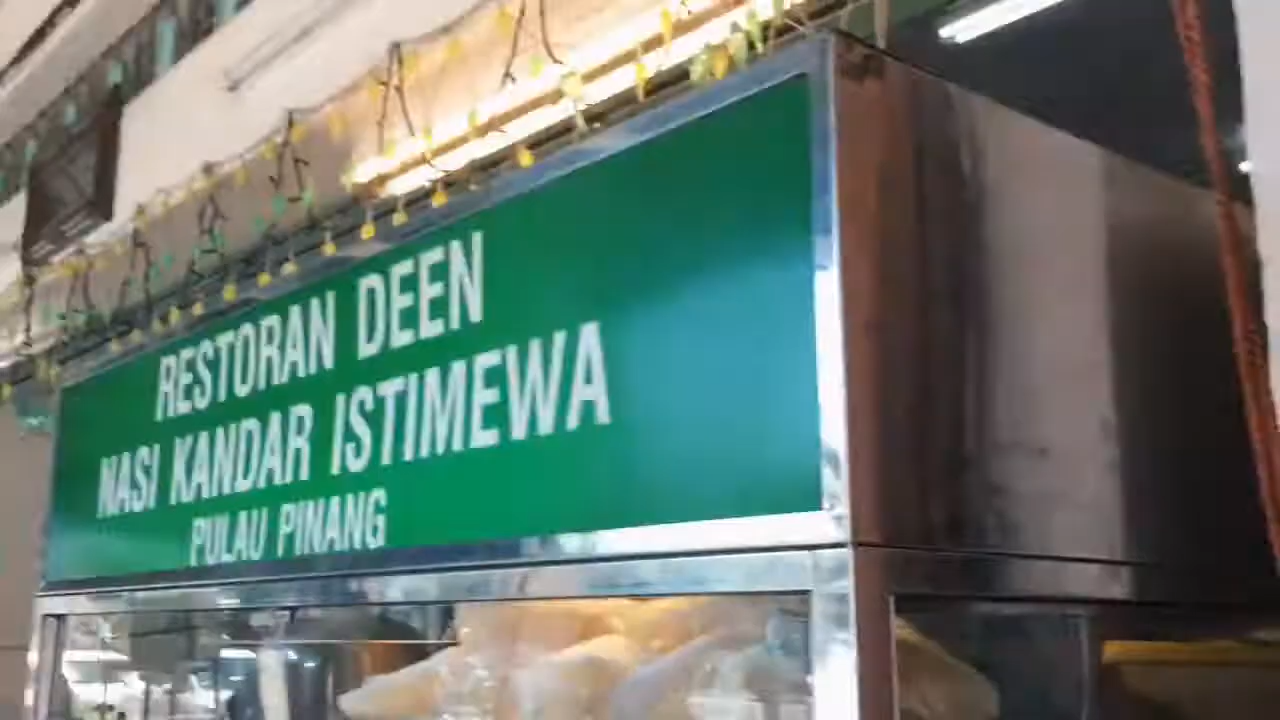 RESTORAN DEEN
NASI KANDAR ISTIMEWA
PULAU PINANG